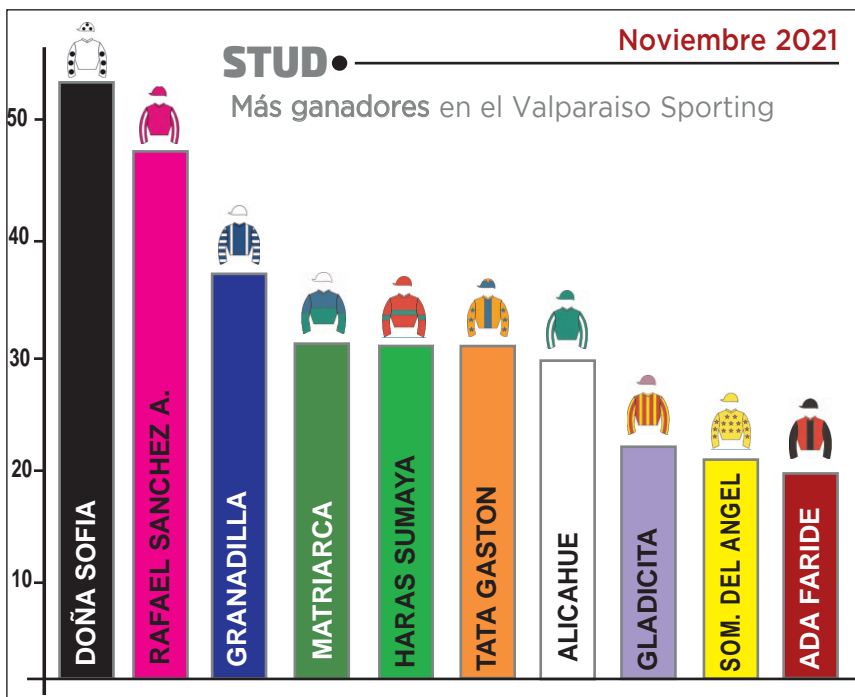 Noviembre 2021
STUD
Más ganadores en el Valparaiso Sporting
50
40
30
20
10
DOÑA SOFIA
RAFAEL SANCHEZ A.
GRANADILLA
MATRIARCA
HARAS SUMAYA
TATA GASTON
ALICAHUE
GLADICITA
SOM. DEL ANGEL
ADA FARIDE